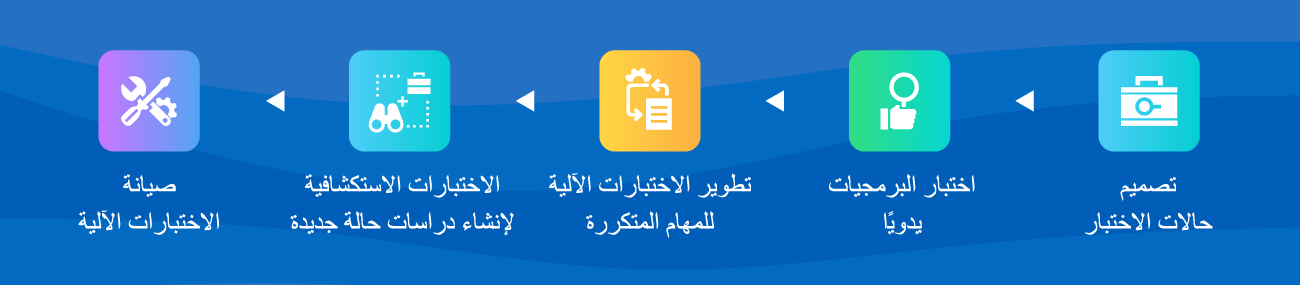 تصميم
حالات الاختبار
اختبار البرمجيات
يدويًا
تطوير الاختبارات الآلية
للمهام المتكررة
الاختبارات الاستكشافية
لإنشاء دراسات حالة جديدة
صيانة
الاختبارات الآلية